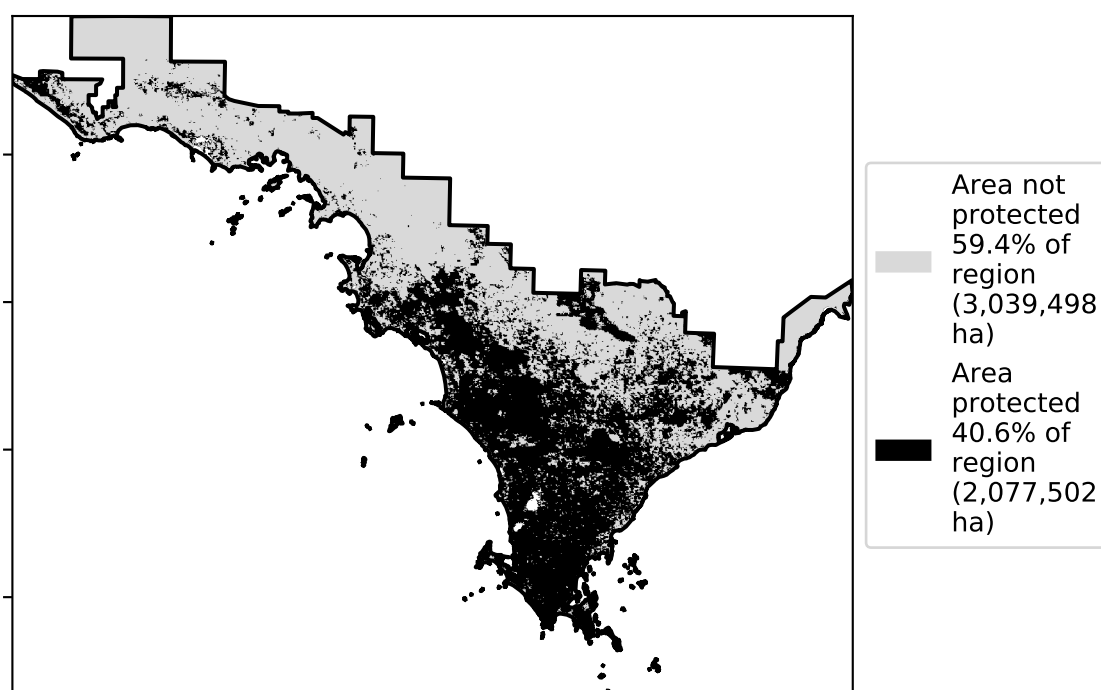 Area not
protected
59.4% of
region
(3,039,498
ha)
Area
protected
40.6% of
region
(2,077,502
ha)